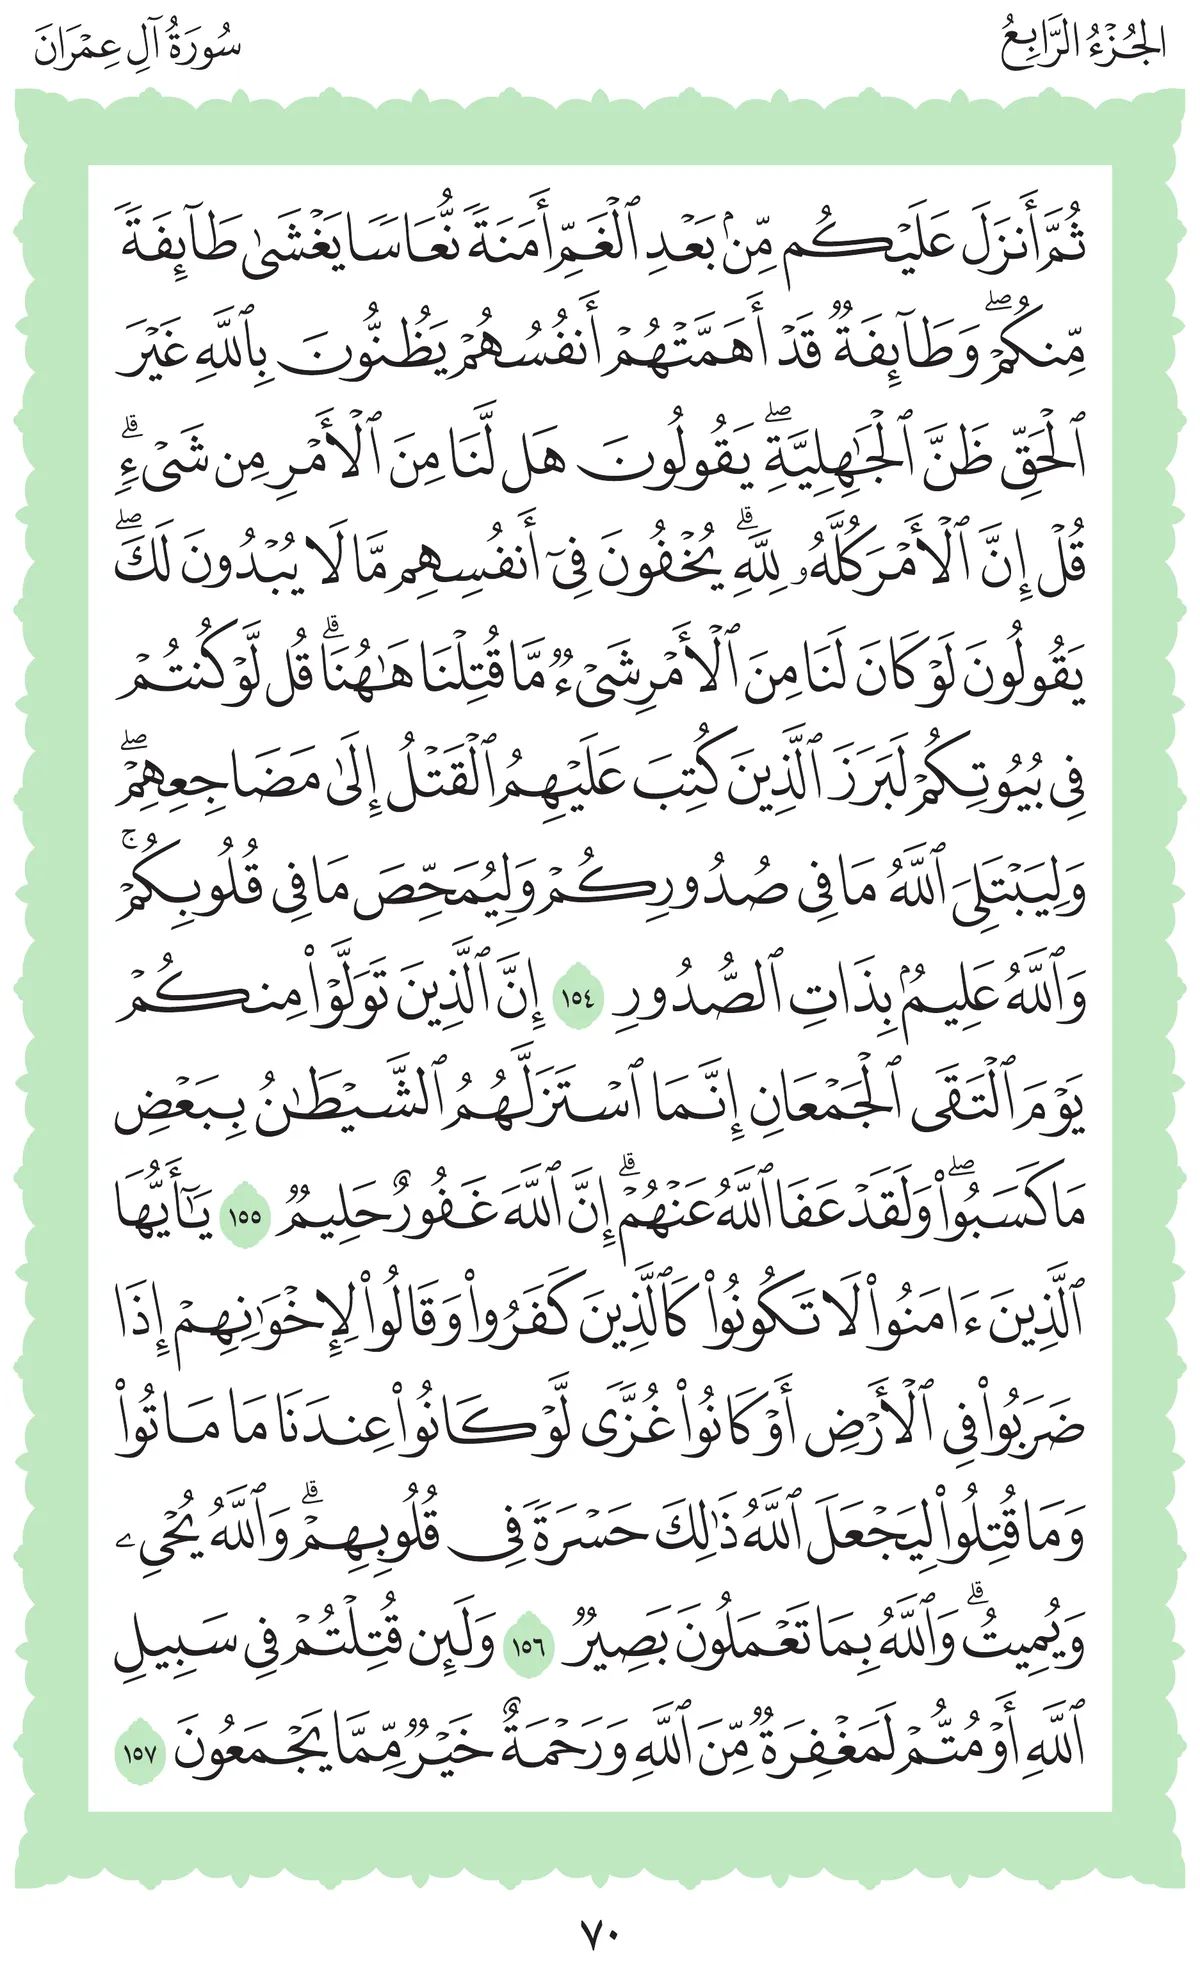 الجُزْءُ الرَّابِعُ
سُورَةُ آلِ عِمْرَانَ
ثُمَّ أَنزَلَ عَلَيْكُم مِّنۢ بَعْدِ ٱلْغَمِّ أَمَنَةً نُّعَاسًا يَغْشَىٰ طَآئِفَةً
مِّنكُمْ ۖ وَطَآئِفَةٌ قَدْ أَهَمَّتْهُمْ أَنفُسُهُمْ يَظُنُّونَ بِٱللَّهِ غَيْرَ
ٱلْحَقِّ ظَنَّ ٱلْجَٰهِلِيَّةِ ۖ يَقُولُونَ هَل لَّنَا مِنَ ٱلْأَمْرِ مِن شَىْءٍ ۗ
قُلْ إِنَّ ٱلْأَمْرَ كُلَّهُۥ لِلَّهِ ۗ يُخْفُونَ فِىٓ أَنفُسِهِم مَّا لَا يُبْدُونَ لَكَ ۖ
يَقُولُونَ لَوْ كَانَ لَنَا مِنَ ٱلْأَمْرِ شَىْءٌ مَّا قُتِلْنَا هَٰهُنَا ۗ قُل لَّوْ كُنتُمْ
فِى بُيُوتِكُمْ لَبَرَزَ ٱلَّذِينَ كُتِبَ عَلَيْهِمُ ٱلْقَتْلُ إِلَىٰ مَضَاجِعِهِمْ ۖ
وَلِيَبْتَلِىَ ٱللَّهُ مَا فِى صُدُورِكُمْ وَلِيُمَحِّصَ مَا فِى قُلُوبِكُمْ ۚ
وَٱللَّهُ عَلِيمٌۢ بِذَاتِ ٱلصُّدُورِ ١٥٤ إِنَّ ٱلَّذِينَ تَوَلَّوْا۟ مِنكُمْ
يَوْمَ ٱلْتَقَى ٱلْجَمْعَانِ إِنَّمَا ٱسْتَزَلَّهُمُ ٱلشَّيْطَٰنُ بِبَعْضِ
مَا كَسَبُوا۟ ۖ وَلَقَدْ عَفَا ٱللَّهُ عَنْهُمْ ۗ إِنَّ ٱللَّهَ غَفُورٌ حَلِيمٌ ١٥٥ يَٰٓأَيُّهَا
ٱلَّذِينَ ءَامَنُوا۟ لَا تَكُونُوا۟ كَٱلَّذِينَ كَفَرُوا۟ وَقَالُوا۟ لِإِخْوَٰنِهِمْ إِذَا
ضَرَبُوا۟ فِى ٱلْأَرْضِ أَوْ كَانُوا۟ غُزًّى لَّوْ كَانُوا۟ عِندَنَا مَا مَاتُوا۟
وَمَا قُتِلُوا۟ لِيَجْعَلَ ٱللَّهُ ذَٰلِكَ حَسْرَةً فِى قُلُوبِهِمْ ۗ وَٱللَّهُ يُحْىِۦ
وَيُمِيتُ ۗ وَٱللَّهُ بِمَا تَعْمَلُونَ بَصِيرٌ ١٥٦ وَلَئِن قُتِلْتُمْ فِى سَبِيلِ
ٱللَّهِ أَوْ مُتُّمْ لَمَغْفِرَةٌ مِّنَ ٱللَّهِ وَرَحْمَةٌ خَيْرٌ مِّمَّا يَجْمَعُونَ ١٥٧
٧٠